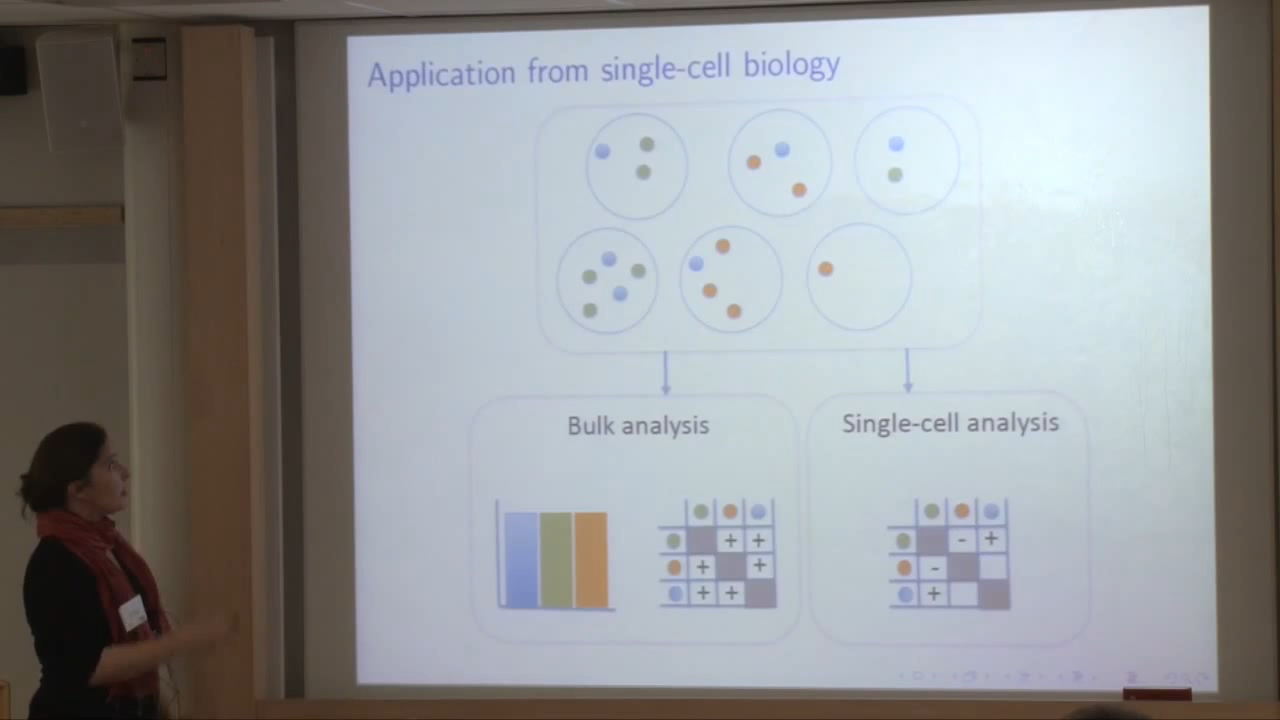 Application from single-cell biology
Bulk analysis
Single-cell analysis
+ +
+ +
+ +
- +
-
+